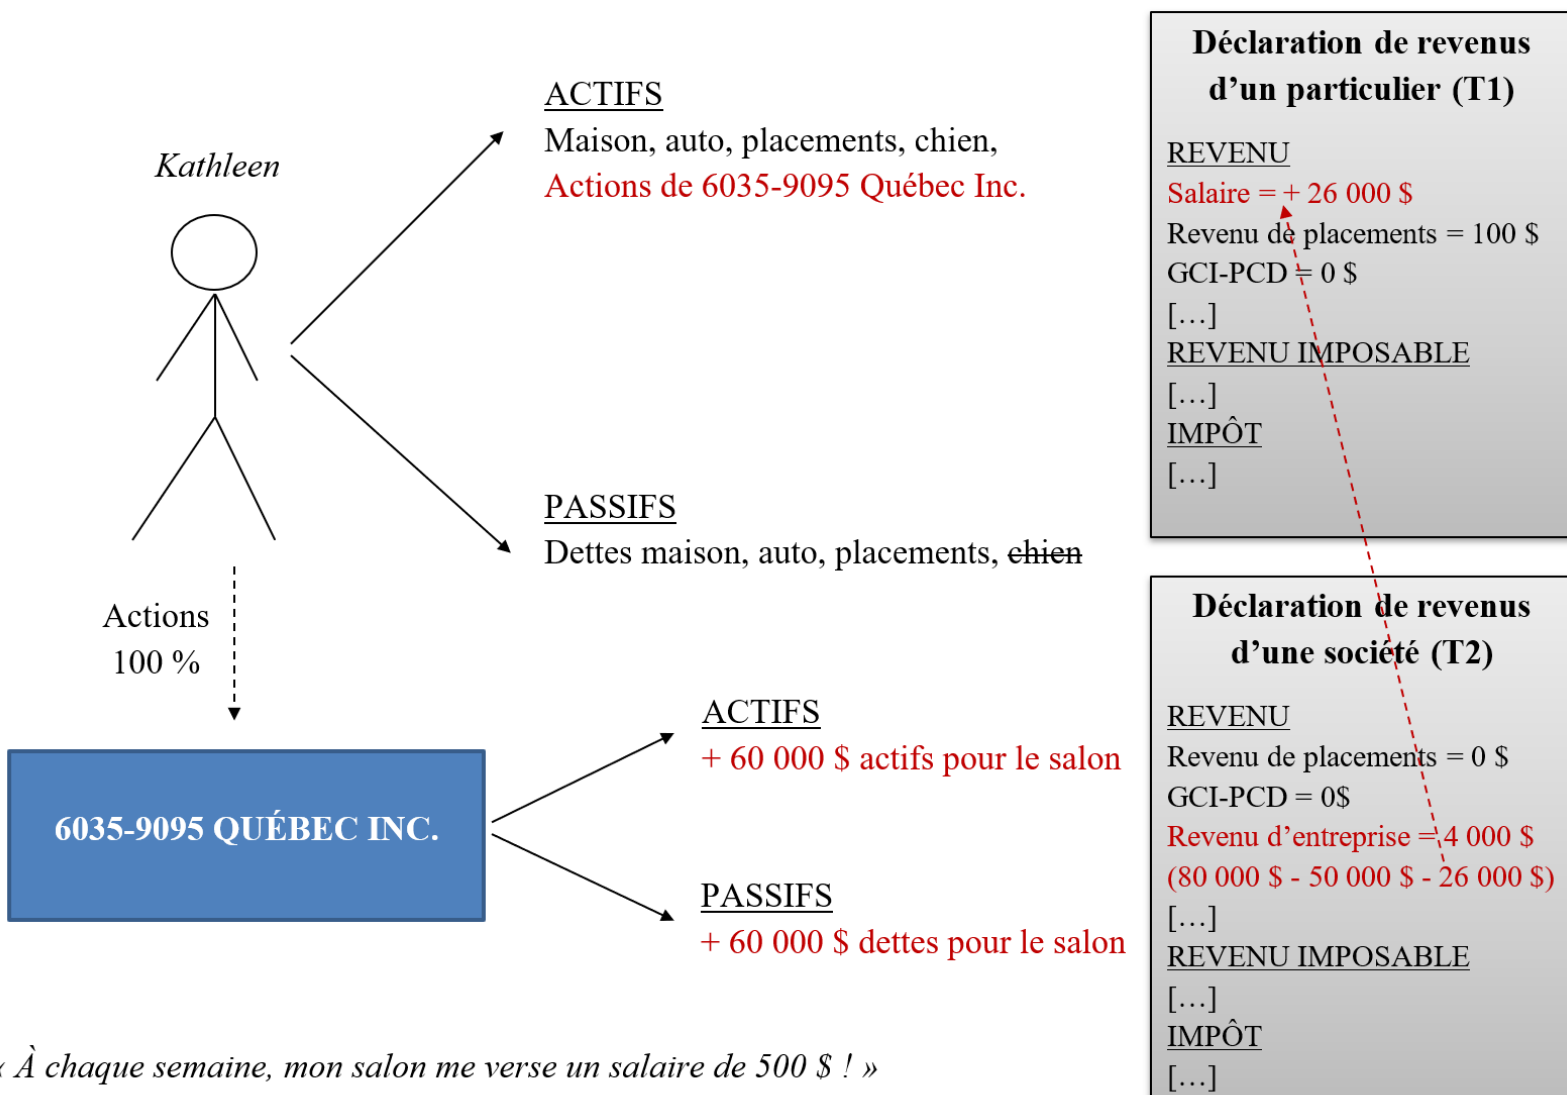 Kathleen
ACTIFS
Maison, auto, placements, chien,
Actions de 6035-9095 Québec Inc.
PASSIFS
Dettes maison, auto, placements, chien
Actions
100 %
6035-9095 QUÉBEC INC.
ACTIFS
+ 60 000 $ actifs pour le salon
PASSIFS
+ 60 000 $ dettes pour le salon
« À chaque semaine, mon salon me verse un salaire de 500 $ ! »
Déclaration de revenus
d’un particulier (T1)
REVENU
Salaire = + 26 000 $
Revenu de placements = 100 $
GCI-PCD = 0 $
[…]
REVENU IMPOSABLE
[…]
IMPÔT
[…]
Déclaration de revenus
d’une société (T2)
REVENU
Revenu de placements = 0 $
GCI-PCD = 0$
Revenu d’entreprise = 4 000 $
(80 000 $ - 50 000 $ - 26 000 $)
[…]
REVENU IMPOSABLE
[…]
IMPÔT
[…]